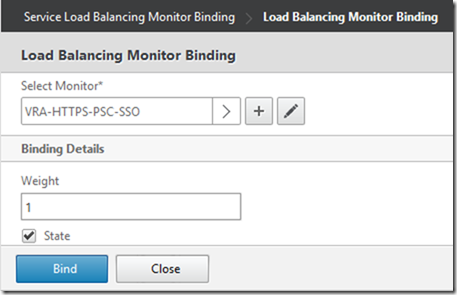 Service Load Balancing Monitor Binding > Load Balancing Monitor Binding
Load Balancing Monitor Binding
Select Monitor*
VRA-HTTPS-PSC-SSO > +
Binding Details
Weight
1
State
Bind Close